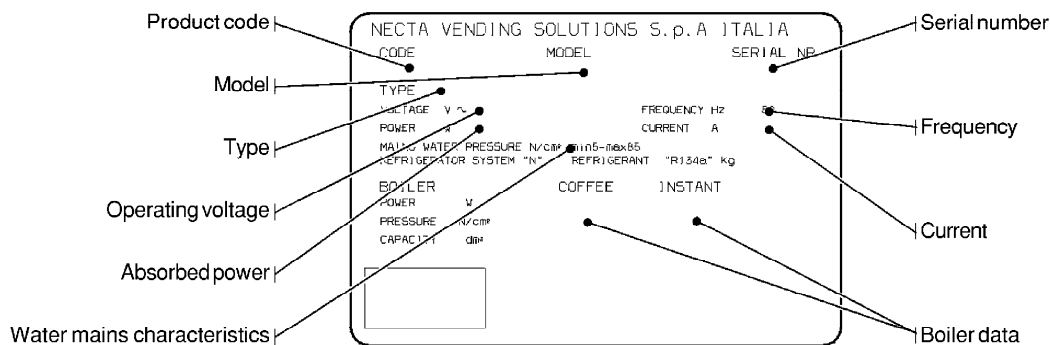 Product code
Model
Type
Operating voltage
Absorbed power
Water mains characteristics
NECTA VENDING SOLUTIONS S.p.A ITALIA
CODE MODEL SERIAL NR
TYPE
VOLTAGE V ~ FREQUENCY Hz 50
POWER W CURRENT A
MAINS WATER PRESSURE N/cm² min5-max85
REFRIGERATOR SYSTEM "N" REFRIGERANT "R134a" Kg
BOILER COFFEE INSTANT
POWER W
PRESSURE N/cm²
CAPACITY dm³
Serial number
Frequency
Current
Boiler data